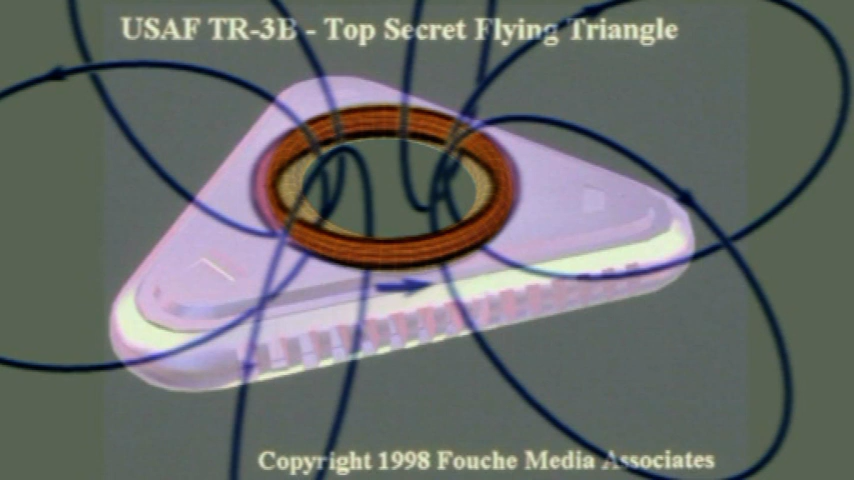 USAF TR-3B - Top Secret Flying Triangle
Copyright 1998 Fouche Media Associates